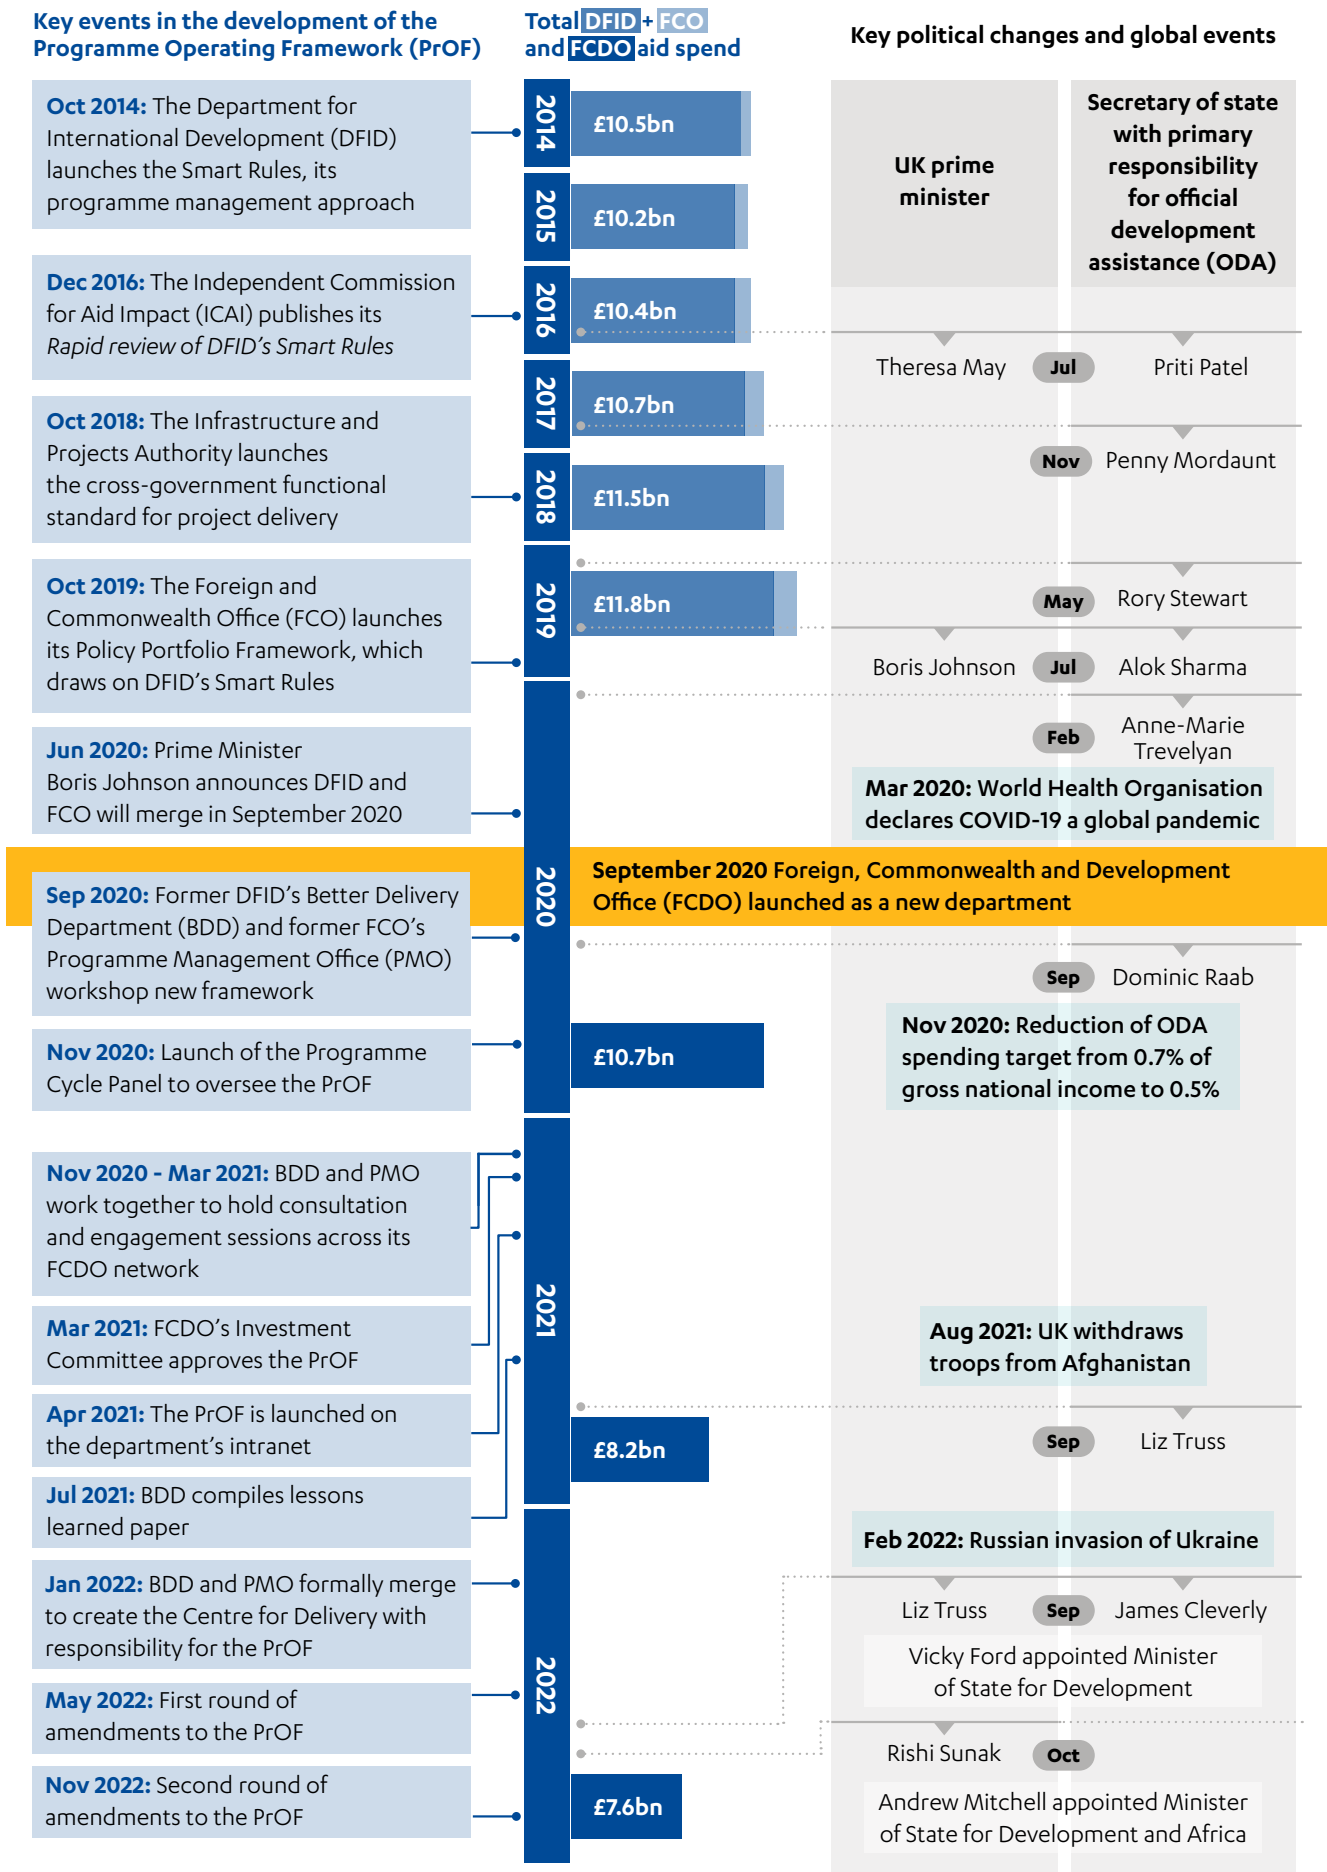 Key events in the development of the
Programme Operating Framework (PrOF)
Total DFID + FCO
and FCDO aid spend
Key political changes and global events
UK prime
minister
Secretary of state
with primary
responsibility
for official
development
assistance (ODA)
Oct 2014: The Department for
International Development (DFID)
launches the Smart Rules, its
programme management approach
2014
£10.5bn
2015
£10.2bn
Dec 2016: The Independent Commission
for Aid Impact (ICAI) publishes its
Rapid review of DFID's Smart Rules
2016
£10.4bn
Theresa May
Jul
Priti Patel
2017
£10.7bn
Nov
Penny Mordaunt
Oct 2018: The Infrastructure and
Projects Authority launches
the cross-government functional
standard for project delivery
2018
£11.5bn
Oct 2019: The Foreign and
Commonwealth Office (FCO) launches
its Policy Portfolio Framework, which
draws on DFID's Smart Rules
2019
£11.8bn
May
Rory Stewart
Boris Johnson
Jul
Alok Sharma
Feb
Anne-Marie
Trevelyan
Jun 2020: Prime Minister
Boris Johnson announces DFID and
FCO will merge in September 2020
Mar 2020: World Health Organisation
declares COVID-19 a global pandemic
2020
September 2020 Foreign, Commonwealth and Development
Office (FCDO) launched as a new department
Sep 2020: Former DFID's Better Delivery
Department (BDD) and former FCO's
Programme Management Office (PMO)
workshop new framework
Sep
Dominic Raab
Nov 2020: Launch of the Programme
Cycle Panel to oversee the PrOF
£10.7bn
Nov 2020: Reduction of ODA
spending target from 0.7% of
gross national income to 0.5%
Nov 2020 - Mar 2021: BDD and PMO
work together to hold consultation
and engagement sessions across its
FCDO network
2021
Mar 2021: FCDO's Investment
Committee approves the PrOF
Aug 2021: UK withdraws
troops from Afghanistan
Apr 2021: The PrOF is launched on
the department's intranet
£8.2bn
Sep
Liz Truss
Jul 2021: BDD compiles lessons
learned paper
Feb 2022: Russian invasion of Ukraine
Jan 2022: BDD and PMO formally merge
to create the Centre for Delivery with
responsibility for the PrOF
2022
Liz Truss
Sep
James Cleverly
Vicky Ford appointed Minister
of State for Development
May 2022: First round of
amendments to the PrOF
Rishi Sunak
Oct
Nov 2022: Second round of
amendments to the PrOF
£7.6bn
Andrew Mitchell appointed Minister
of State for Development and Africa